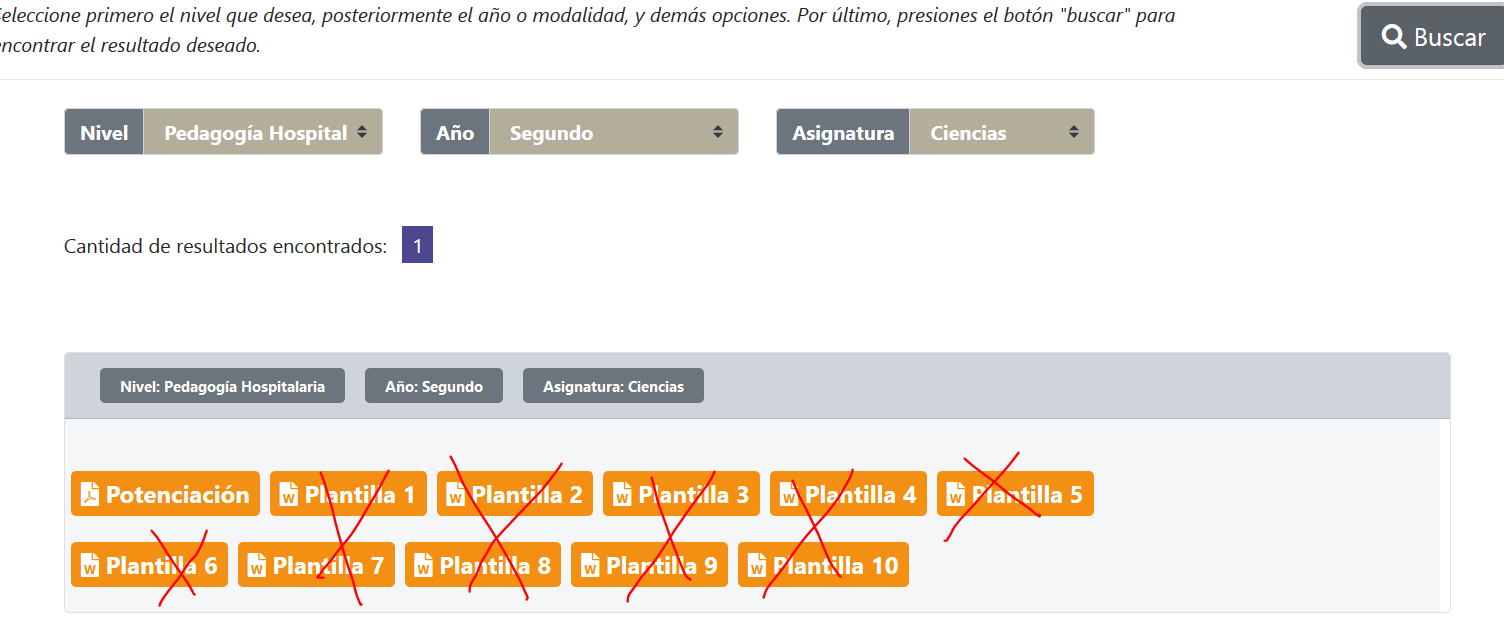 Seleccione primero el nivel que desea, posteriormente el año o modalidad, y demás opciones. Por último, presiones el botón "buscar" para
encontrar el resultado deseado.
Buscar
Nivel Pedagogía Hospital Año Segundo Asignatura Ciencias
Cantidad de resultados encontrados: 1
Nivel: Pedagogía Hospitalaria Año: Segundo Asignatura: Ciencias
Potenciación Plantilla 1 Plantilla 2 Plantilla 3 Plantilla 4 Plantilla 5
Plantilla 6 Plantilla 7 Plantilla 8 Plantilla 9 Plantilla 10